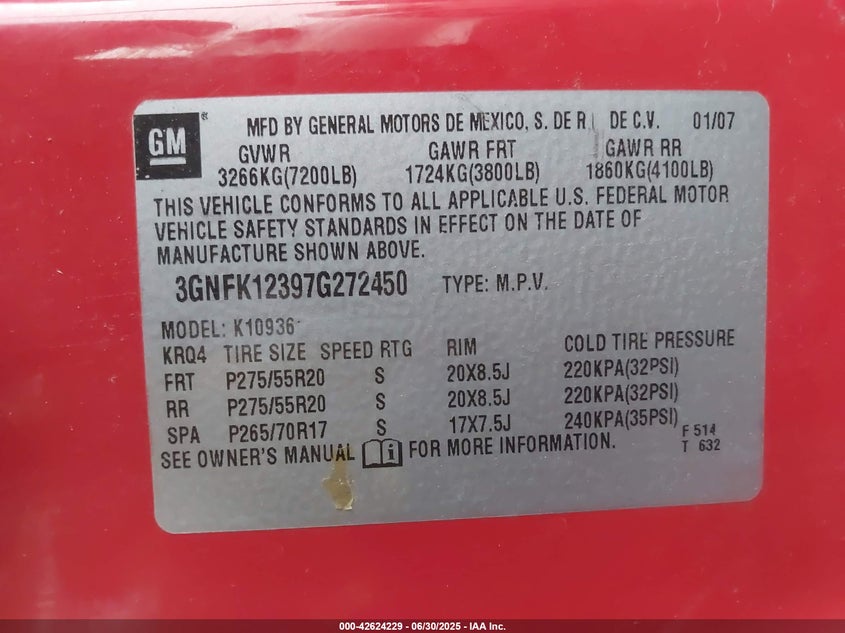 GM ® MFD BY GENERAL MOTORS DE MEXICO, S. DE R. DE C.V. 01/07
GVWR GAWR FRT GAWR RR
3266KG(7200LB) 1724KG(3800LB) 1860KG(4100LB)
THIS VEHICLE CONFORMS TO ALL APPLICABLE U.S. FEDERAL MOTOR
VEHICLE SAFETY STANDARDS IN EFFECT ON THE DATE OF
MANUFACTURE SHOWN ABOVE.
3GNFK12397G272450 TYPE: M.P.V.
MODEL: K10936
KRQ4 TIRE SIZE SPEED RTG RIM COLD TIRE PRESSURE
FRT P275/55R20 S 20X8.5J 220KPA(32PSI)
RR P275/55R20 S 20X8.5J 220KPA(32PSI)
SPA P265/70R17 S 17X7.5J 240KPA(35PSI)
SEE OWNER'S MANUAL FOR MORE INFORMATION.
F 514
T 632
000-42624229 - 06/30/2025 - IAA Inc.